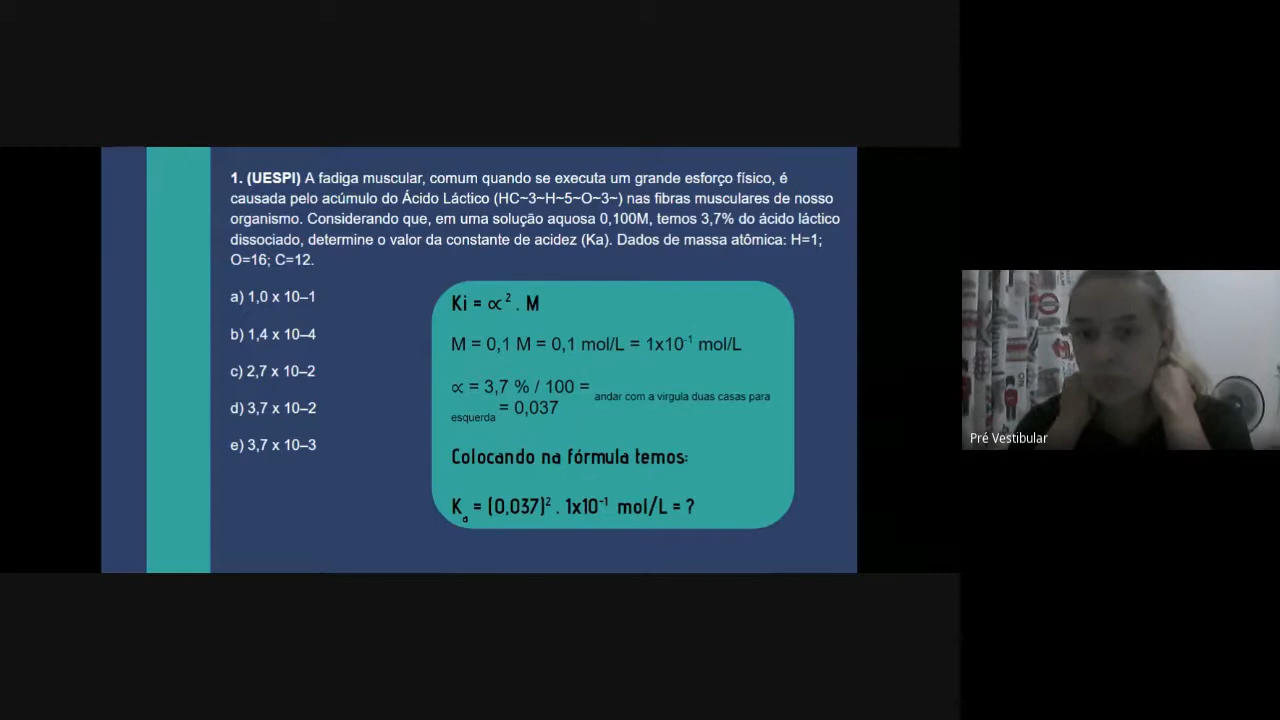 1. (UESPI) A fadiga muscular, comum quando se executa um grande esforço físico, é
causada pelo acúmulo do Ácido Láctico (HC~3~H~5~O~3~) nas fibras musculares de nosso
organismo. Considerando que, em uma solução aquosa 0,100M, temos 3,7% do ácido láctico
dissociado, determine o valor da constante de acidez (Ka). Dados de massa atômica: H=1;
O=16; C=12.
a) 1,0 x 10–1
b) 1,4 x 10–4
c) 2,7 x 10–2
d) 3,7 x 10–2
e) 3,7 x 10–3
Ki = ∝² . M
M = 0,1 M = 0,1 mol/L = 1x10⁻¹ mol/L
∝ = 3,7 % / 100 = andar com a virgula duas casas para
esquerda = 0,037
Colocando na fórmula temos:
Kₐ = (0,037)² . 1x10⁻¹ mol/L = ?
Pré Vestibular